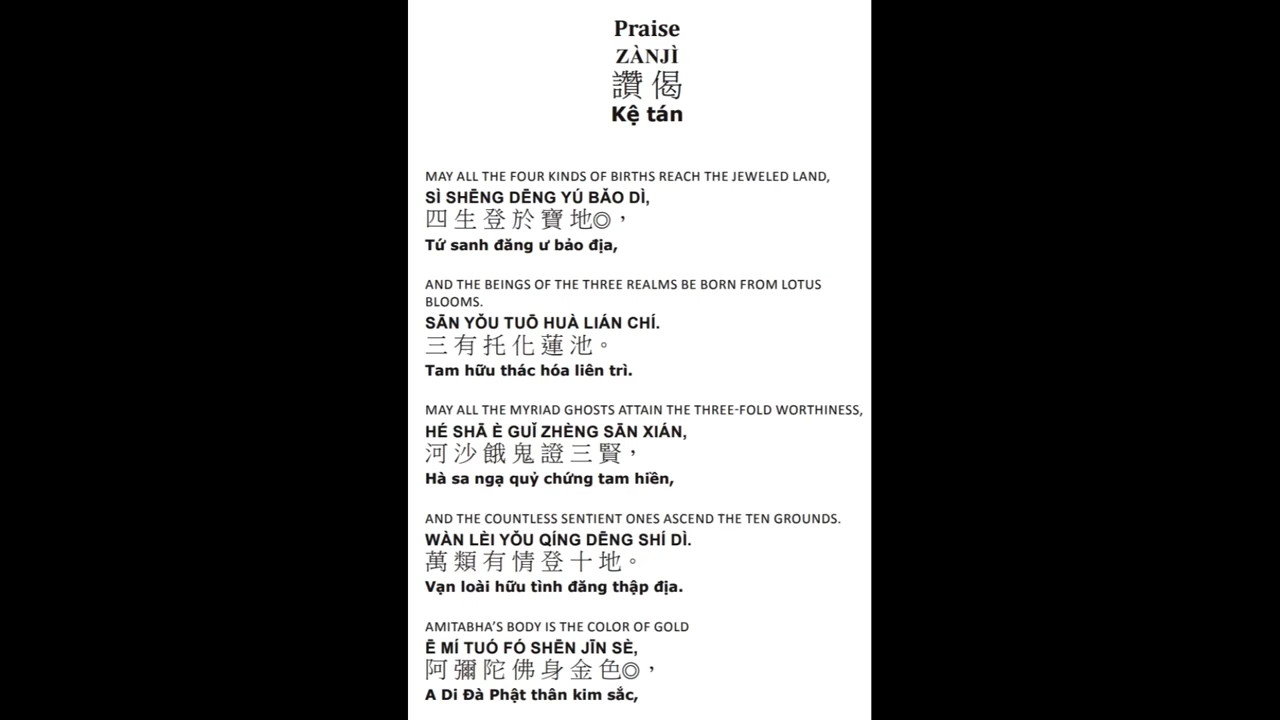 Praise
ZÀNJÌ
讚偈
Kệ tán
MAY ALL THE FOUR KINDS OF BIRTHS REACH THE JEWELED LAND,
SÌ SHĒNG DĒNG YÚ BǍO DÌ,
四生登於寶地◎，
Tứ sanh đăng ư bảo địa,
AND THE BEINGS OF THE THREE REALMS BE BORN FROM LOTUS
BLOOMS.
SĀN YǑU TUŌ HUÀ LIÁN CHÍ.
三有托化蓮池。
Tam hữu thác hóa liên trì.
MAY ALL THE MYRIAD GHOSTS ATTAIN THE THREE-FOLD WORTHINESS,
HÉ SHĀ È GUǏ ZHÈNG SĀN XIÁN,
河沙餓鬼證三賢，
Hà sa ngạ quỷ chứng tam hiền,
AND THE COUNTLESS SENTIENT ONES ASCEND THE TEN GROUNDS.
WÀN LÈI YǑU QÍNG DĒNG SHÍ DÌ.
萬類有情登十地。
Vạn loài hữu tình đăng thập địa.
AMITABHA'S BODY IS THE COLOR OF GOLD
Ē MÍ TUÓ FÓ SHĒN JĪN SÈ,
阿彌陀佛身金色◎，
A Di Đà Phật thân kim sắc,